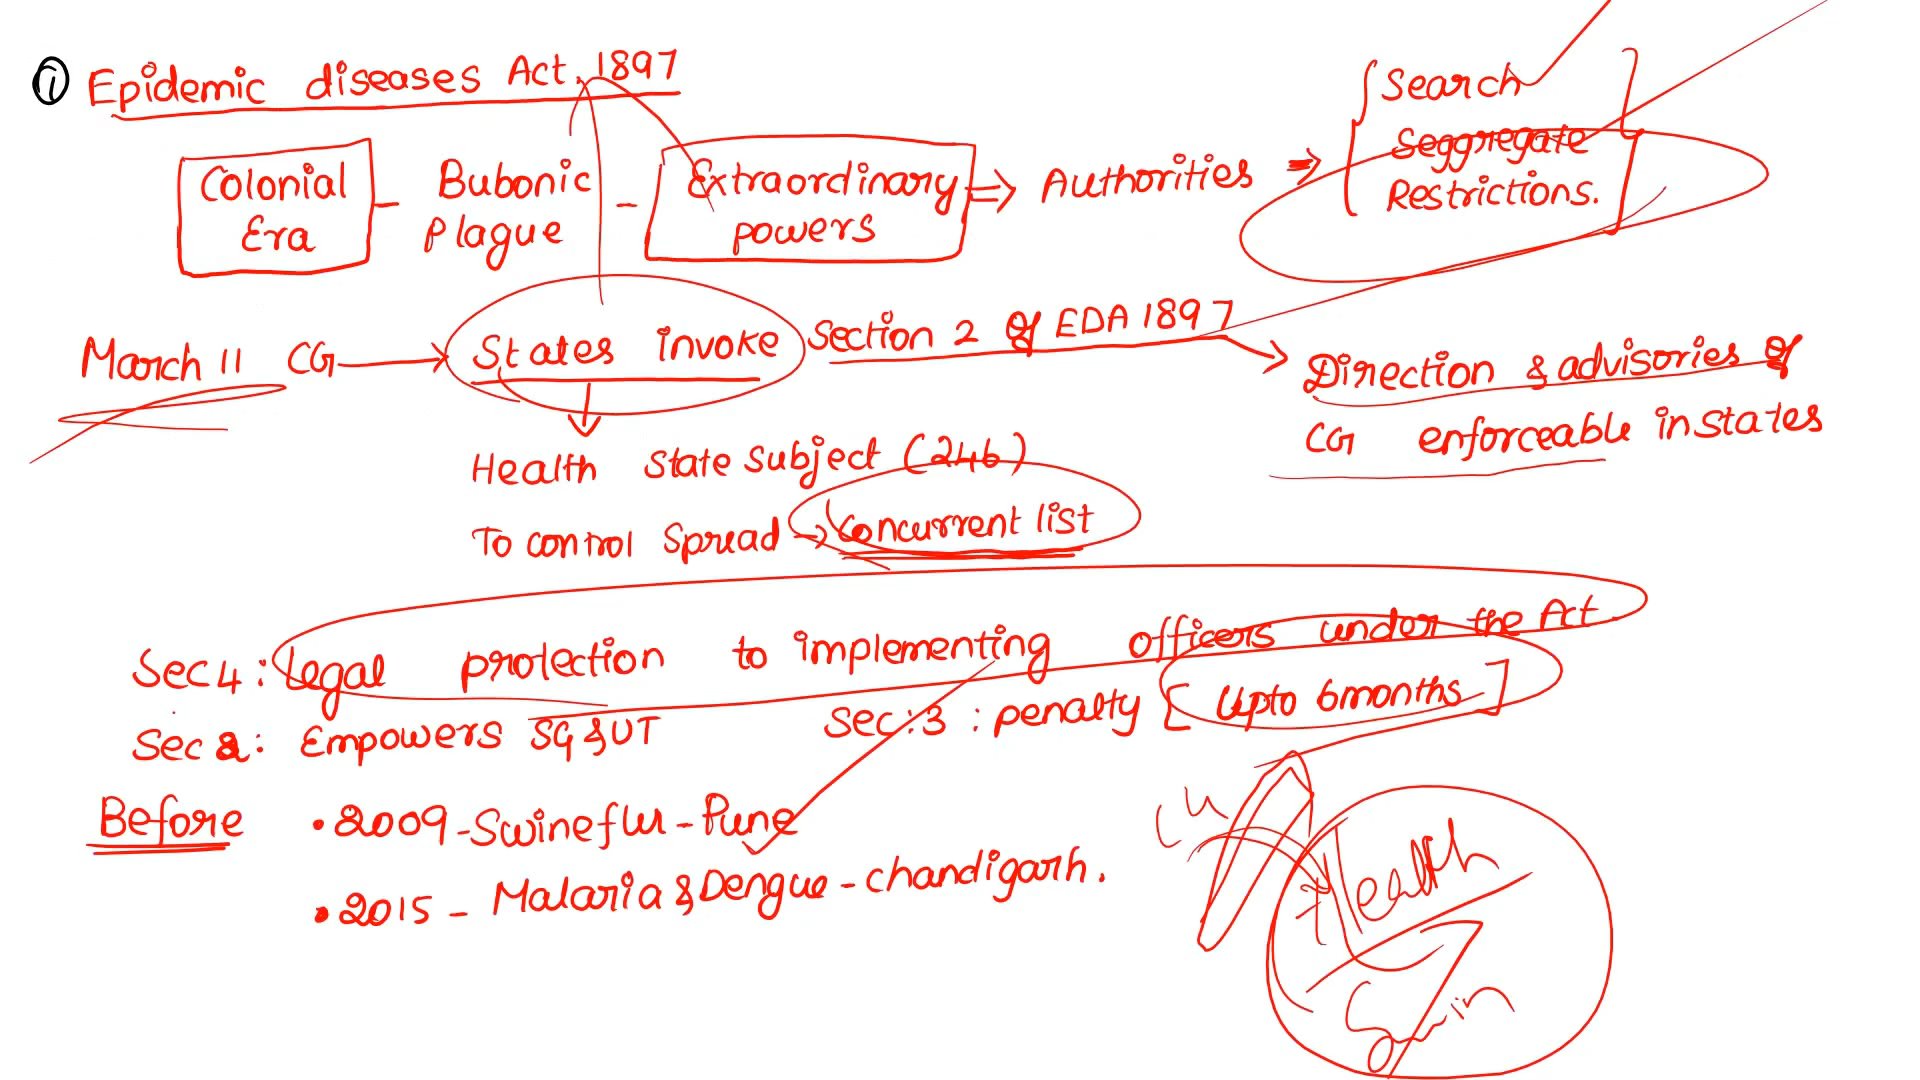 ① Epidemic diseases Act, 1897
Colonial Era - Bubonic Plague - Extraordinary powers ⇒ Authorities ⇒ { Search
Seggregate
Restrictions. }
March 11 CG → States invoke Section 2 of EDA 1897 → Direction & advisories of
CG enforceable in states
Health State Subject (246)
To control Spread → Concurrent list
Sec 4 : Legal protection to implementing officers under the Act
Sec 2 : Empowers SG & UT
Sec : 3 : penalty [ Upto 6 months ]
Before • 2009 - Swineflu - Pune
• 2015 - Malaria & Dengue - chandigarh.
Health